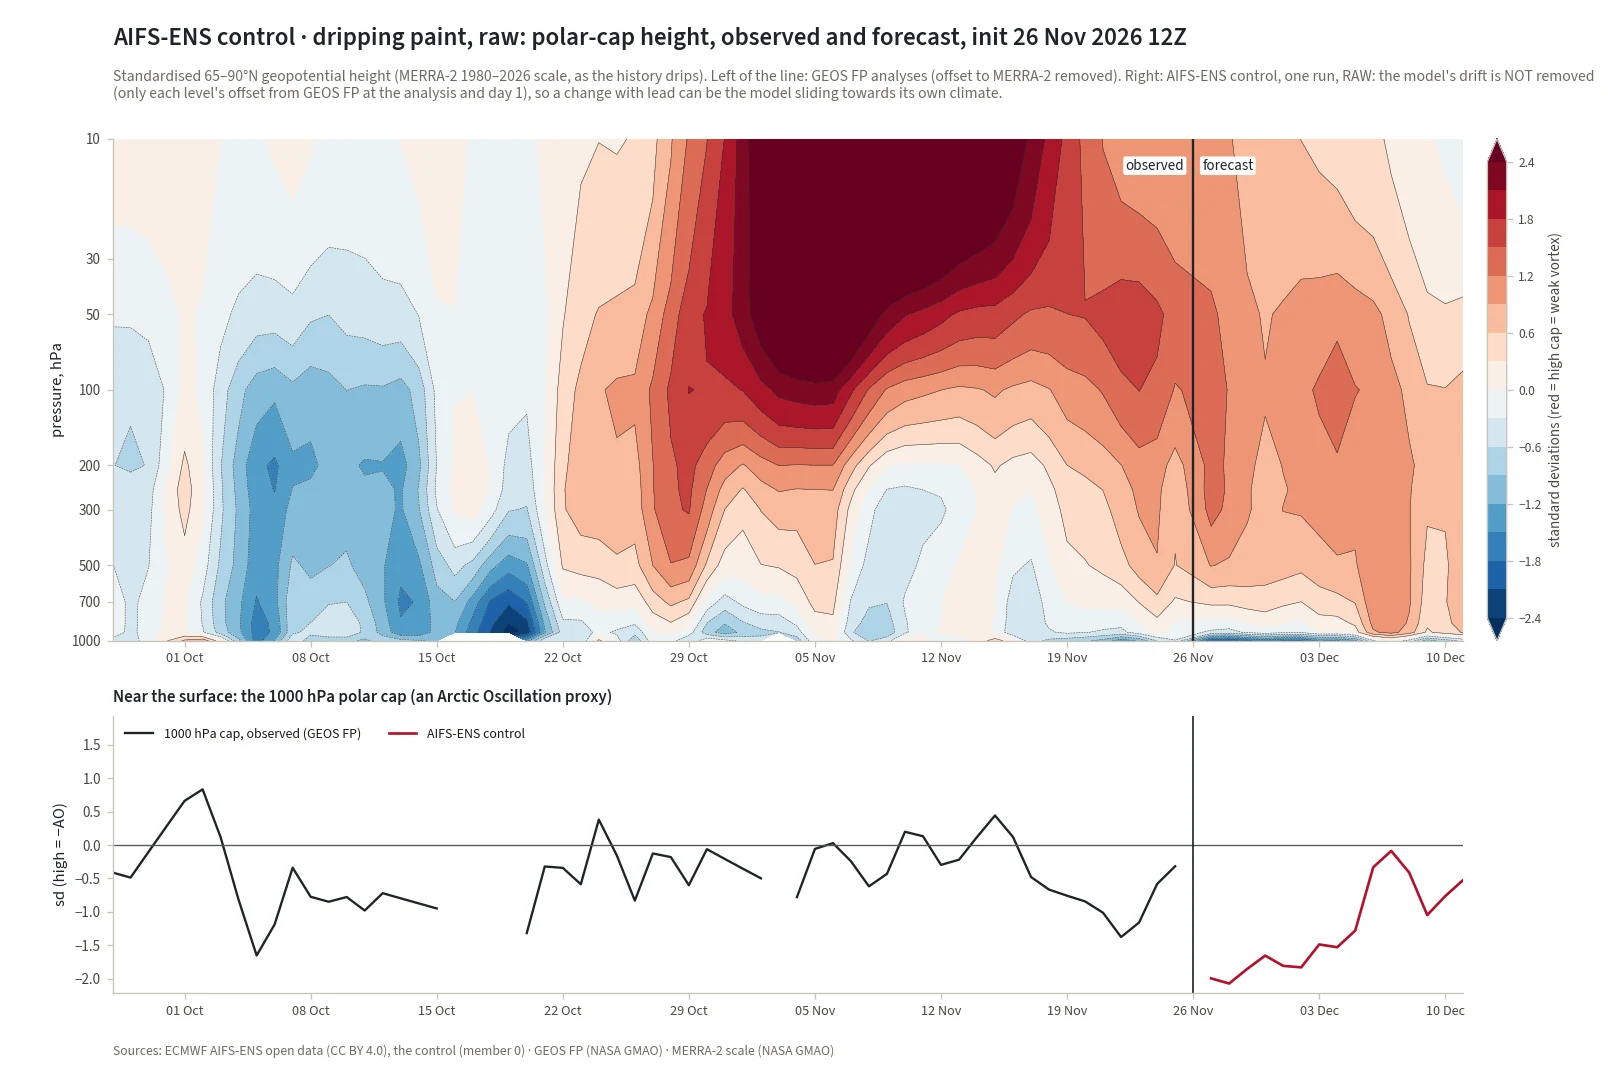 AIFS-ENS control · dripping paint, raw: polar-cap height, observed and forecast, init 26 Nov 2026 12Z
Standardised 65–90°N geopotential height (MERRA-2 1980–2026 scale, as the history drips). Left of the line: GEOS FP analyses (offset to MERRA-2 removed). Right: AIFS-ENS control, one run, RAW: the model's drift is NOT removed
(only each level's offset from GEOS FP at the analysis and day 1), so a change with lead can be the model sliding towards its own climate.
pressure, hPa
10
30
50
100
200
300
500
700
1000
observed
forecast
01 Oct
08 Oct
15 Oct
22 Oct
29 Oct
05 Nov
12 Nov
19 Nov
26 Nov
03 Dec
10 Dec
2.4
1.8
1.2
0.6
0.0
−0.6
−1.2
−1.8
−2.4
standard deviations (red = high cap = weak vortex)
Near the surface: the 1000 hPa polar cap (an Arctic Oscillation proxy)
1000 hPa cap, observed (GEOS FP)
AIFS-ENS control
sd (high = −AO)
1.5
1.0
0.5
0.0
−0.5
−1.0
−1.5
−2.0
01 Oct
08 Oct
15 Oct
22 Oct
29 Oct
05 Nov
12 Nov
19 Nov
26 Nov
03 Dec
10 Dec
Sources: ECMWF AIFS-ENS open data (CC BY 4.0), the control (member 0) · GEOS FP (NASA GMAO) · MERRA-2 scale (NASA GMAO)